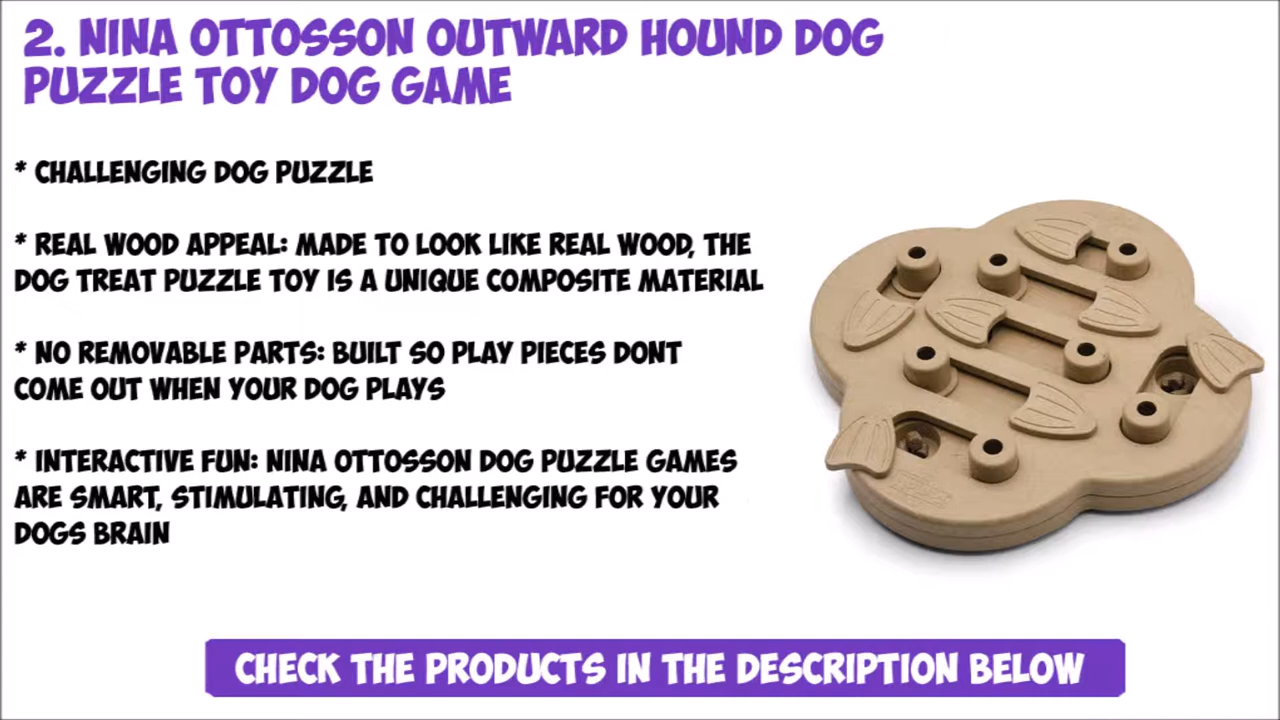 2. NINA OTTOSSON OUTWARD HOUND DOG
PUZZLE TOY DOG GAME
* CHALLENGING DOG PUZZLE
* REAL WOOD APPEAL: MADE TO LOOK LIKE REAL WOOD, THE
DOG TREAT PUZZLE TOY IS A UNIQUE COMPOSITE MATERIAL
* NO REMOVABLE PARTS: BUILT SO PLAY PIECES DONT
COME OUT WHEN YOUR DOG PLAYS
* INTERACTIVE FUN: NINA OTTOSSON DOG PUZZLE GAMES
ARE SMART, STIMULATING, AND CHALLENGING FOR YOUR
DOGS BRAIN
CHECK THE PRODUCTS IN THE DESCRIPTION BELOW